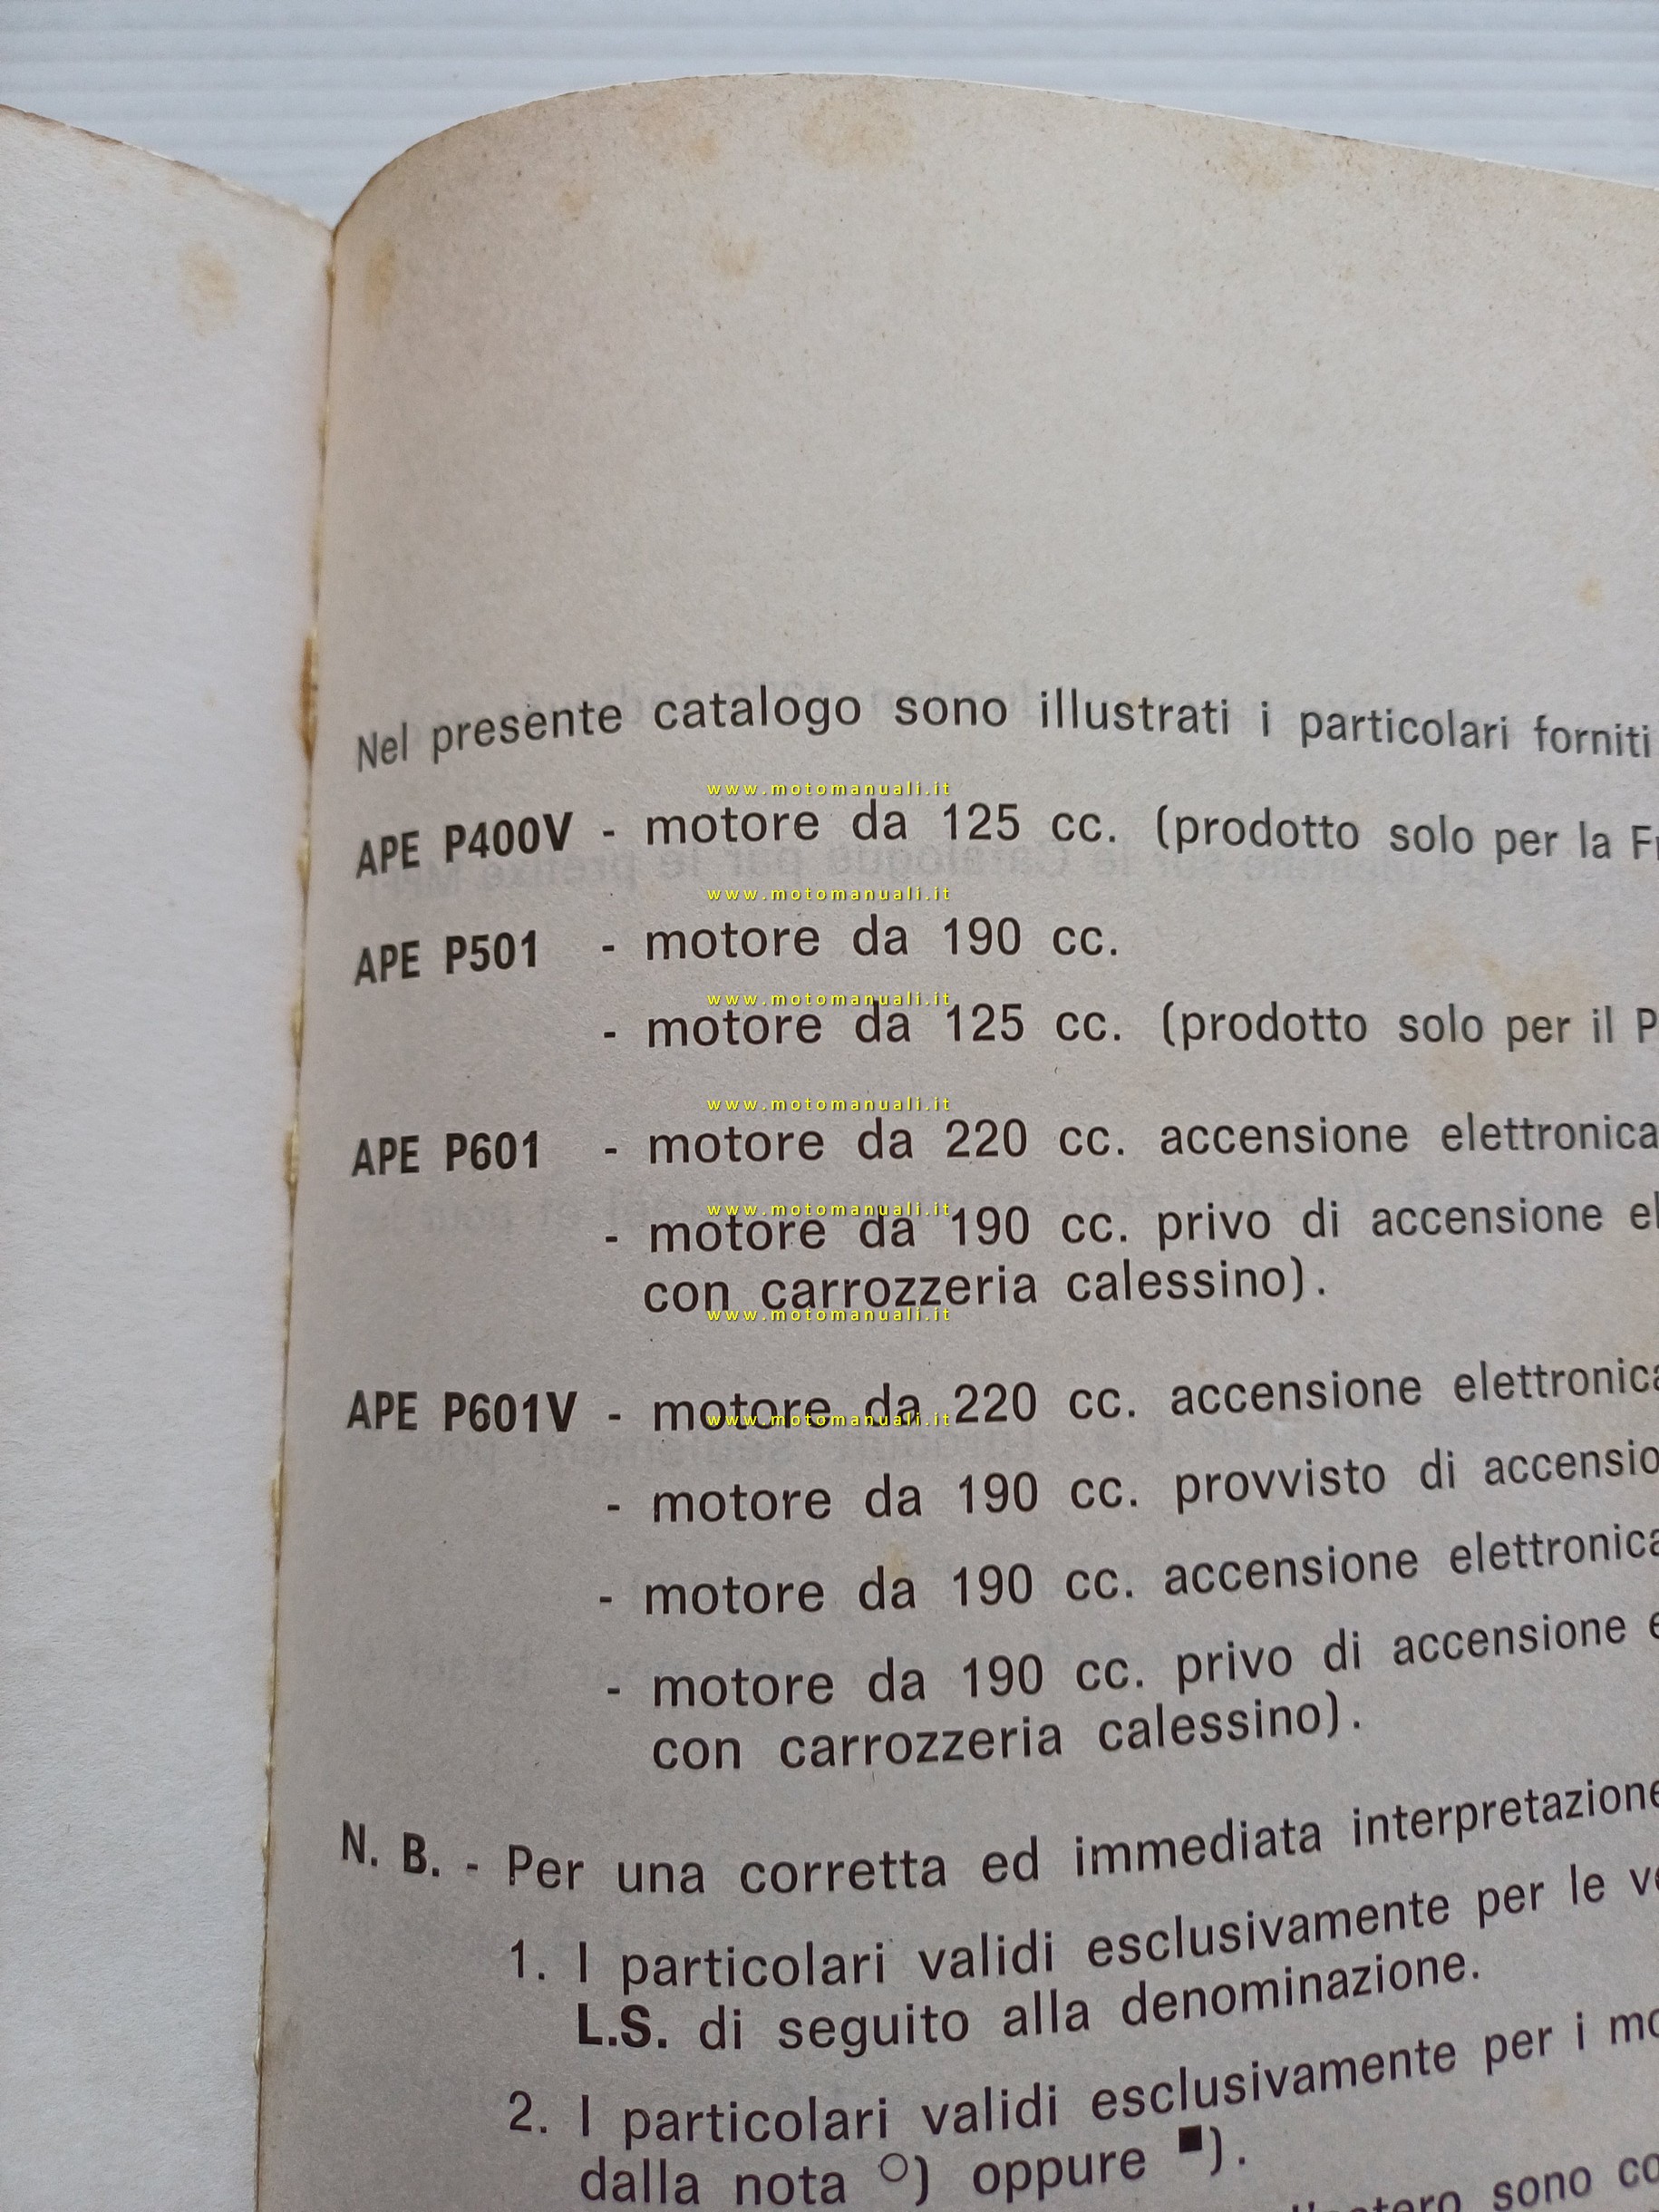 Nel presente catalogo sono illustrati i particolari forniti
www.motomanuali.it
APE P400V - motore da 125 cc. (prodotto solo per la
www.motomanuali.it
APE P501 - motore da 190 cc.
www.motomanuali.it
- motore da 125 cc. (prodotto solo per il
www.motomanuali.it
APE P601 - motore da 220 cc. accensione elettronica
www.motomanuali.it
- motore da 190 cc. privo di accensione
con carrozzeria calessino).
www.motomanuali.it
APE P601V - motore da 220 cc. accensione elettronica
www.motomanuali.it
- motore da 190 cc. provvisto di
- motore da 190 cc. accensione elettronica
- motore da 190 cc. privo di accensione
con carrozzeria calessino).
N. B. - Per una corretta ed immediata interpretazione
1. I particolari validi esclusivamente per le
L.S. di seguito alla denominazione.
2. I particolari validi esclusivamente per i
dalla nota ○) oppure ■).
sono